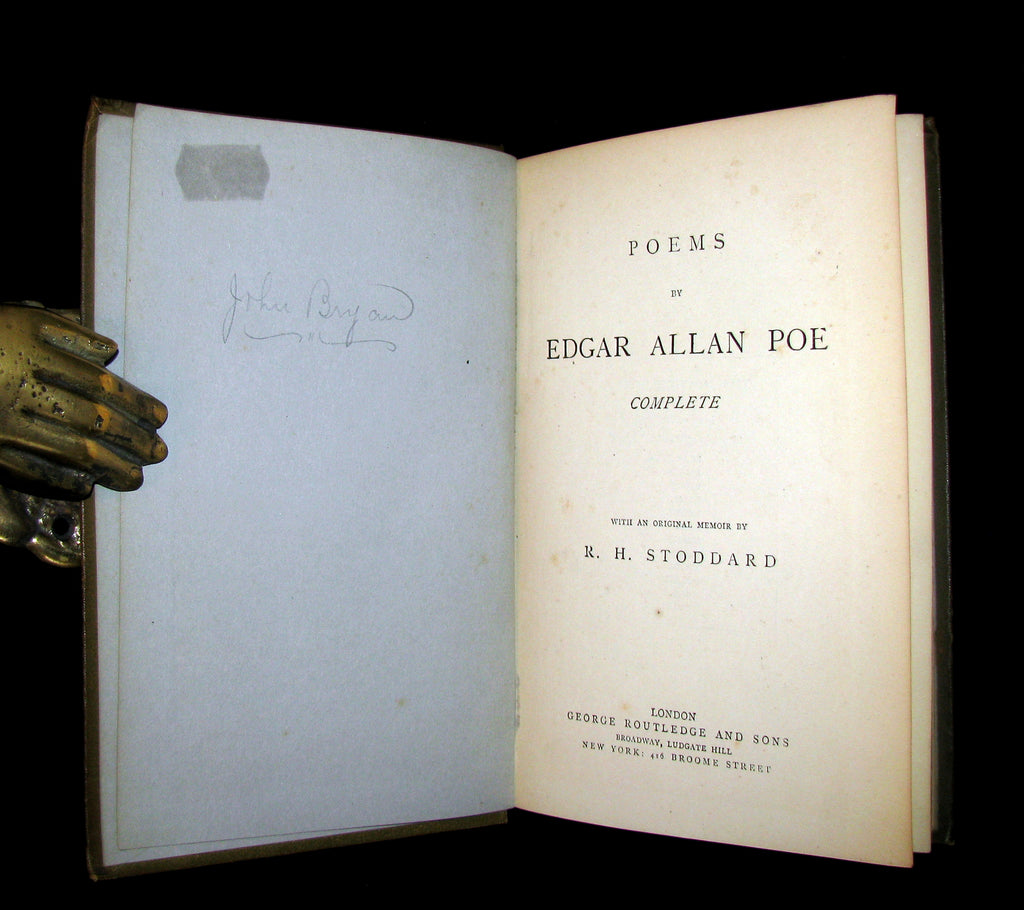 John Bryan
POEMS
BY
EDGAR ALLAN POE
COMPLETE
WITH AN ORIGINAL MEMOIR BY
R. H. STODDARD
LONDON
GEORGE ROUTLEDGE AND SONS
BROADWAY, LUDGATE HILL
NEW YORK: 416 BROOME STREET